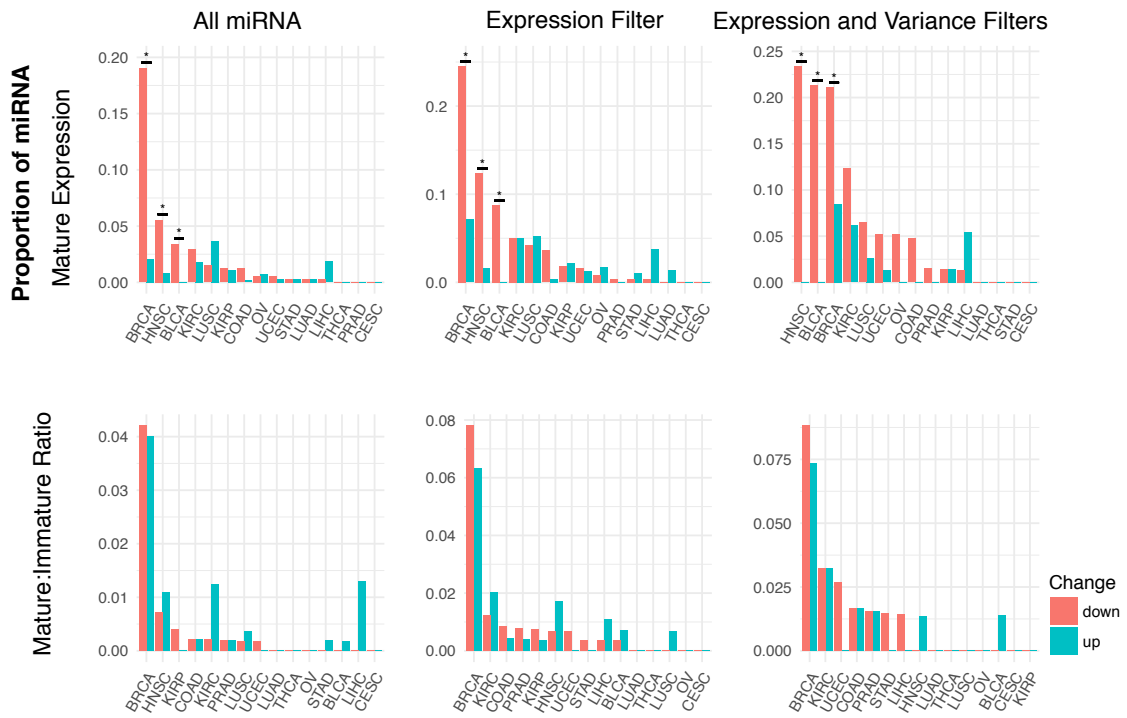 All miRNA
Expression Filter
Expression and Variance Filters
Proportion of miRNA
Mature Expression
0.20
0.15
0.10
0.05
0.00
* * *
BRCA HNSC BLCA KIRC LUSC KIRP COAD OV UCEC STAD LUAD LIHC THCA PRAD CESC
0.2
0.1
0.0
* * *
BRCA HNSC BLCA KIRC LUSC COAD KIRP UCEC OV PRAD STAD LIHC LUAD THCA CESC
0.25
0.20
0.15
0.10
0.05
0.00
* * *
HNSC BLCA BRCA KIRC LUSC UCEC OV COAD PRAD KIRP LIHC LUAD THCA STAD CESC
Mature:Immature Ratio
0.04
0.03
0.02
0.01
0.00
BRCA HNSC KIRP COAD KIRC PRAD LUSC UCEC LUAD THCA OV STAD BLCA LIHC CESC
0.08
0.06
0.04
0.02
0.00
BRCA KIRC COAD PRAD KIRP HNSC UCEC STAD LIHC BLCA LUAD THCA LUSC OV CESC
0.075
0.050
0.025
0.000
BRCA KIRC UCEC COAD PRAD STAD LIHC HNSC LUAD THCA LUSC OV BLCA CESC KIRP
Change
down
up